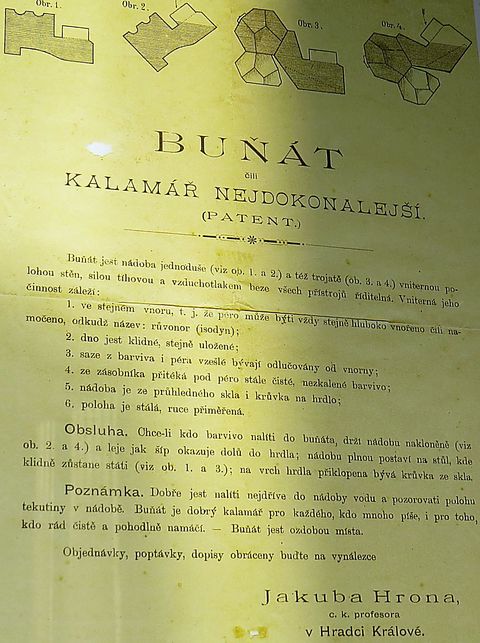 Obr. 1. Obr. 2. Obr. 3. Obr. 4.
BUŇÁT
čili
KALAMÁŘ NEJDOKONALEJŠÍ.
(PATENT.)
Buňát jest nádoba jednoduše (viz ob. 1. a 2.) a též trojatě (ob. 3. a 4.) vniternou po-
lohou stěn, silou tíhovou a vzduchotlakem beze všech přístrojů řiditelná. Vniterná jeho
činnost záleží:
1. ve stejném vnoru, t. j. že péro může býti vždy stejně hluboko vnořeno čili na-
močeno, odkudž název: růvonor (isodyn);
2. dno jest klidné, stejně uložené;
3. saze z barviva i péra vzešlé bývají odlučovány od vnorny;
4. ze zásobníka přitéká pod péro stále čisté, nezkalené barvivo;
5. nádoba je ze průhledného skla i krůvka na hrdlo;
6. poloha je stálá, ruce přiměřená.
Obsluha. Chce-li kdo barvivo nalíti do buňáta, drží nádobu nakloněně (viz
ob. 2. a 4.) a leje jak šíp okazuje dolů do hrdla; nádobu plnou postaví na stůl, kde
klidně zůstane státi (viz ob. 1. a 3.); na vrch hrdla příklopena bývá krůvka ze skla.
Poznámka. Dobře jest nalíti nejdříve do nádoby vodu a pozorovati polohu
tekutiny v nádobě. Buňát je dobrý kalamář pro každého, kdo mnoho píše, i pro toho,
kdo rád čistě a pohodlně namáčí. — Buňát jest ozdobou místa.
Objednávky, poptávky, dopisy obráceny buďte na vynálezce
Jakuba Hrona,
c. k. profesora
v Hradci Králové.